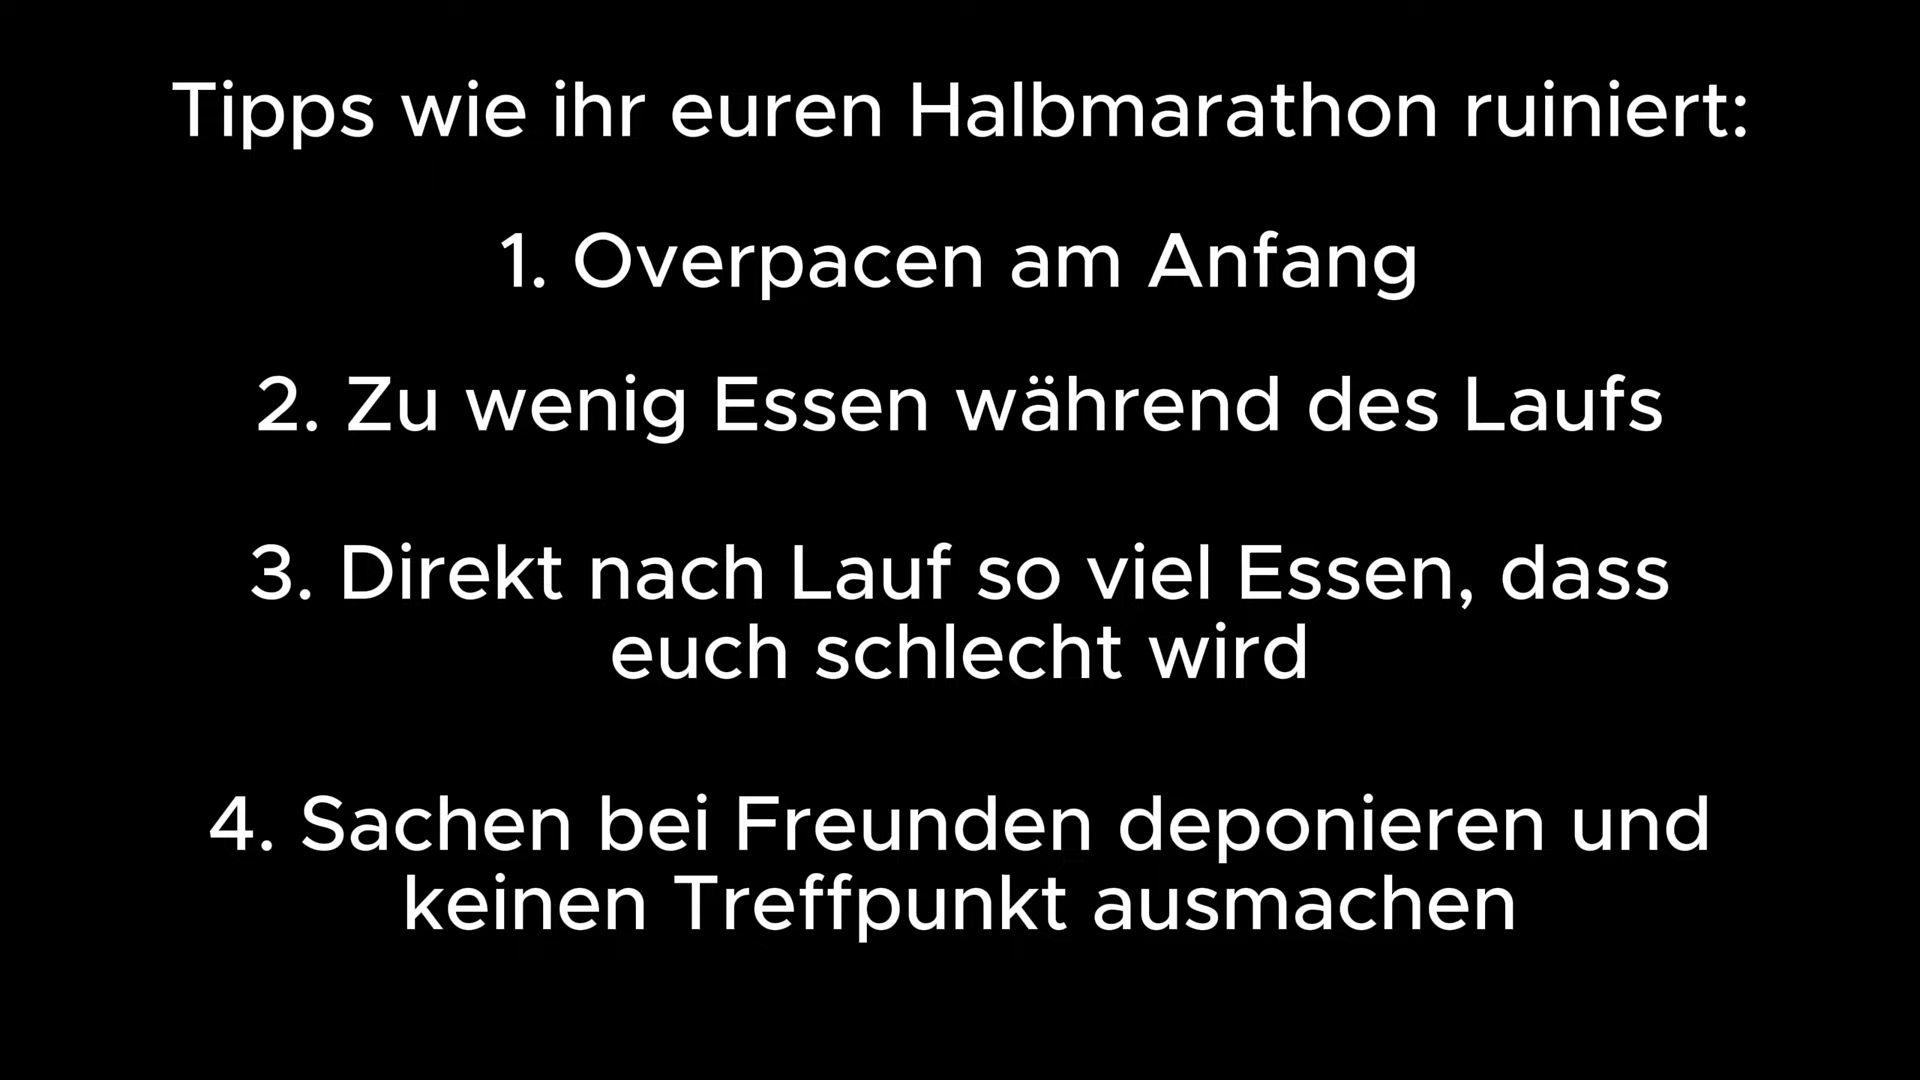 Tipps wie ihr euren Halbmarathon ruiniert:
1. Overpacen am Anfang
2. Zu wenig Essen während des Laufs
3. Direkt nach Lauf so viel Essen, dass
euch schlecht wird
4. Sachen bei Freunden deponieren und
keinen Treffpunkt ausmachen